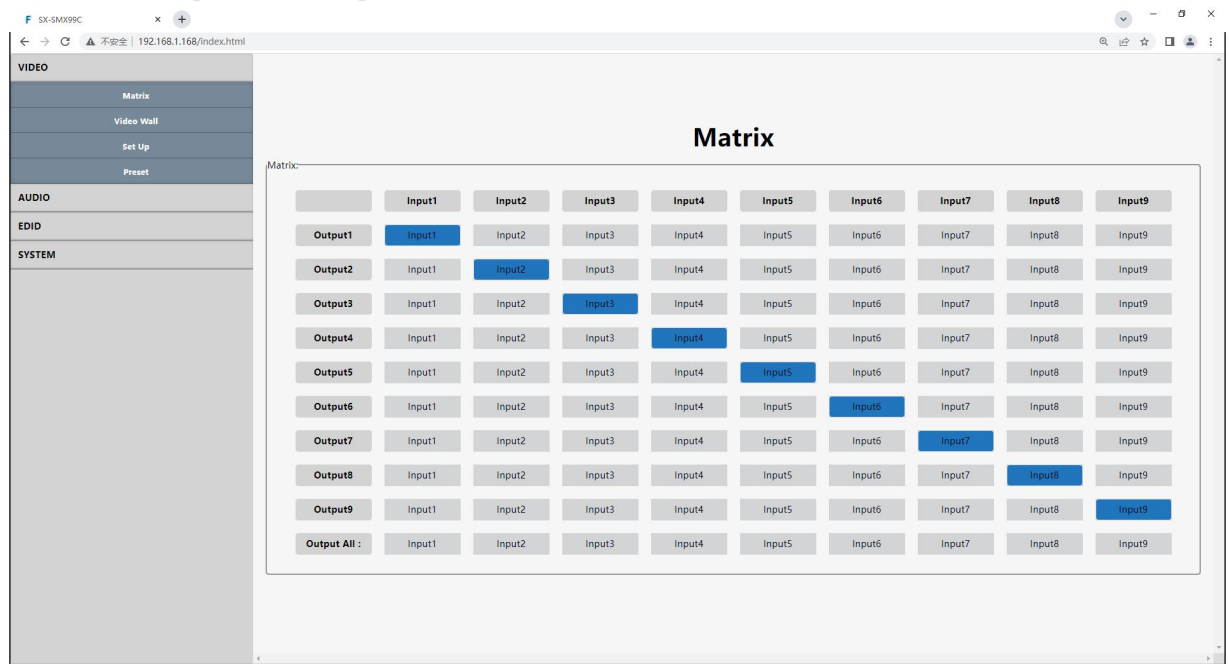 F SX-SMX99C
不安全 | 192.168.1.168/index.html
VIDEO
Matrix
Video Wall
Set Up
Preset
AUDIO
EDID
SYSTEM
Matrix
Matrix:
Input1 Input2 Input3 Input4 Input5 Input6 Input7 Input8 Input9
Output1 Input1 Input2 Input3 Input4 Input5 Input6 Input7 Input8 Input9
Output2 Input1 Input2 Input3 Input4 Input5 Input6 Input7 Input8 Input9
Output3 Input1 Input2 Input3 Input4 Input5 Input6 Input7 Input8 Input9
Output4 Input1 Input2 Input3 Input4 Input5 Input6 Input7 Input8 Input9
Output5 Input1 Input2 Input3 Input4 Input5 Input6 Input7 Input8 Input9
Output6 Input1 Input2 Input3 Input4 Input5 Input6 Input7 Input8 Input9
Output7 Input1 Input2 Input3 Input4 Input5 Input6 Input7 Input8 Input9
Output8 Input1 Input2 Input3 Input4 Input5 Input6 Input7 Input8 Input9
Output9 Input1 Input2 Input3 Input4 Input5 Input6 Input7 Input8 Input9
Output All : Input1 Input2 Input3 Input4 Input5 Input6 Input7 Input8 Input9